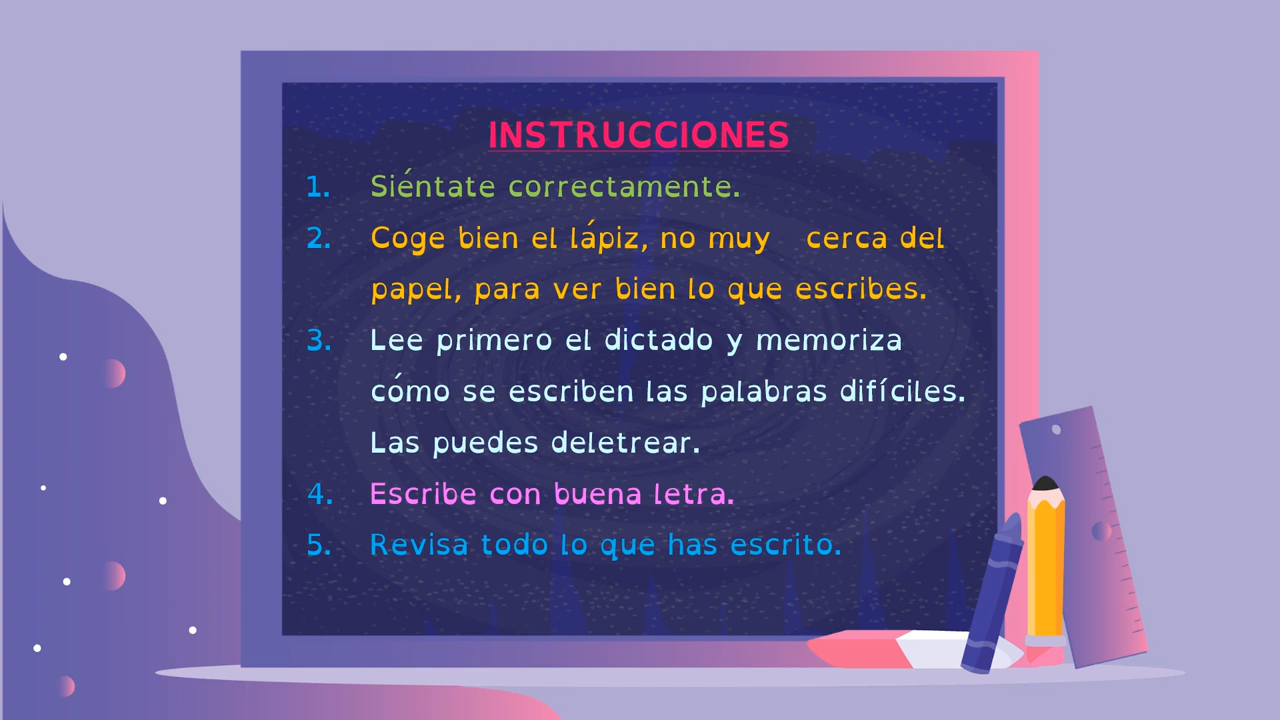 INSTRUCCIONES
1. Siéntate correctamente.
2. Coge bien el lápiz, no muy cerca del
papel, para ver bien lo que escribes.
3. Lee primero el dictado y memoriza
cómo se escriben las palabras difíciles.
Las puedes deletrear.
4. Escribe con buena letra.
5. Revisa todo lo que has escrito.